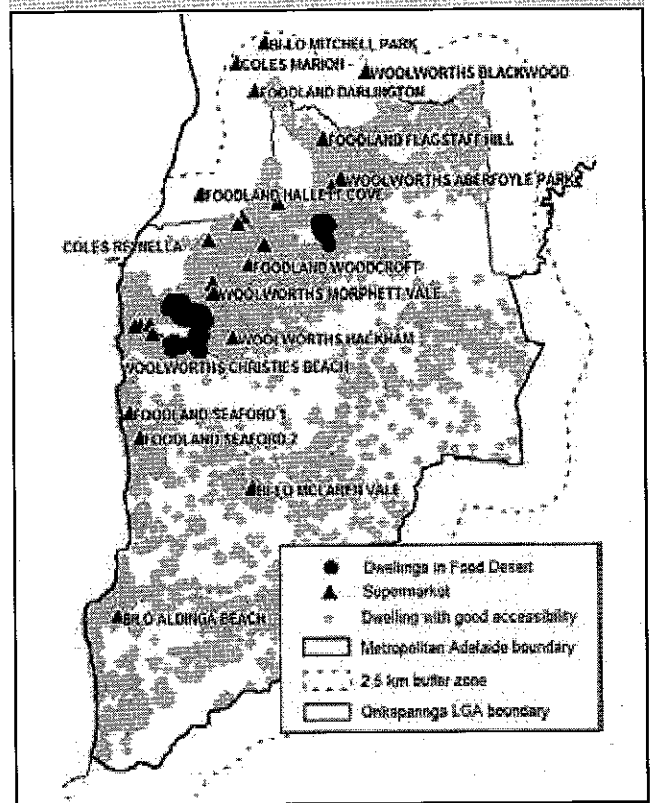 BI-LO MITCHELL PARK
COLES MARION
WOOLWORTHS BLACKWOOD
FOODLAND DARLINGTON
FOODLAND FLAGSTAFF HILL
WOOLWORTHS ABERFOYLE PARK
FOODLAND HALLETT COVE
COLES REYNELLA
FOODLAND WOODCROFT
WOOLWORTHS MORPHETT VALE
WOOLWORTHS HACKHAM
WOOLWORTHS CHRISTIES BEACH
FOODLAND SEAFORD 1
FOODLAND SEAFORD 2
BI-LO MCLAREN VALE
BI-LO ALDINGA BEACH
Dwellings in Food Desert
Supermarket
Dwelling with good accessibility
Metropolitan Adelaide boundary
2.5 km buffer zone
Onkaparinga LGA boundary